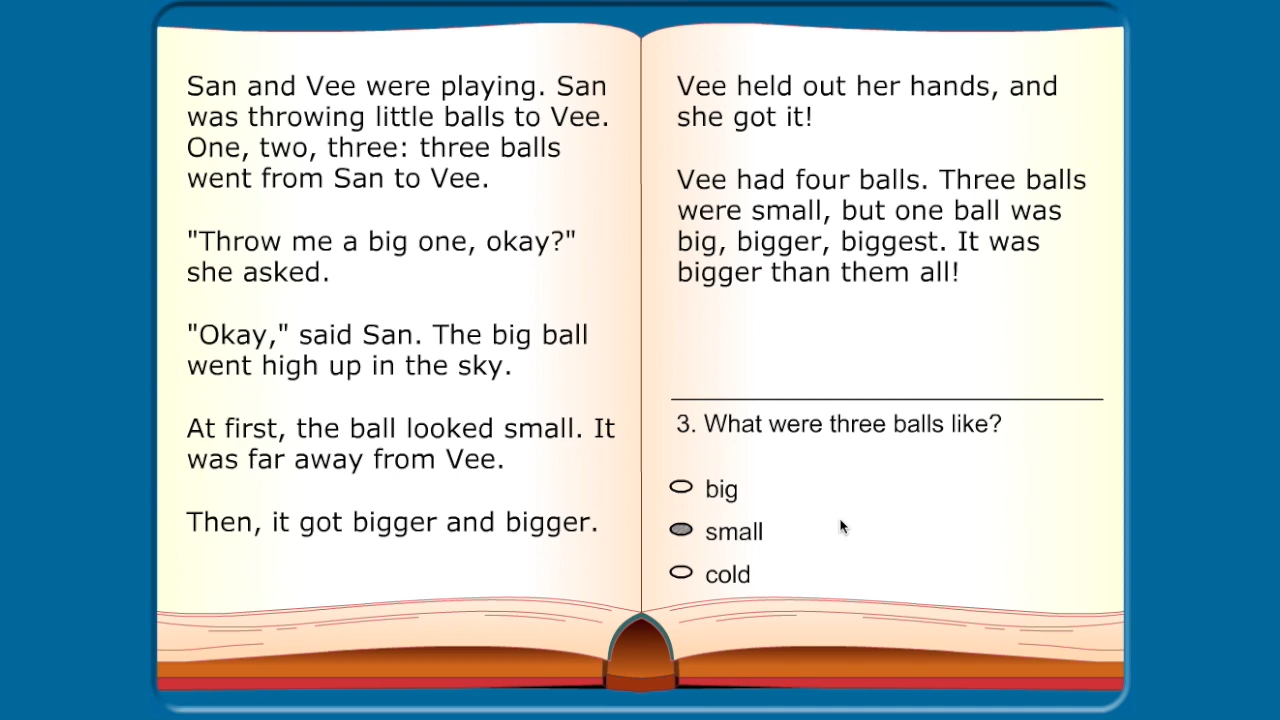 San and Vee were playing. San
was throwing little balls to Vee.
One, two, three: three balls
went from San to Vee.
"Throw me a big one, okay?"
she asked.
"Okay," said San. The big ball
went high up in the sky.
At first, the ball looked small. It
was far away from Vee.
Then, it got bigger and bigger.
Vee held out her hands, and
she got it!
Vee had four balls. Three balls
were small, but one ball was
big, bigger, biggest. It was
bigger than them all!
3. What were three balls like?
big
small
cold